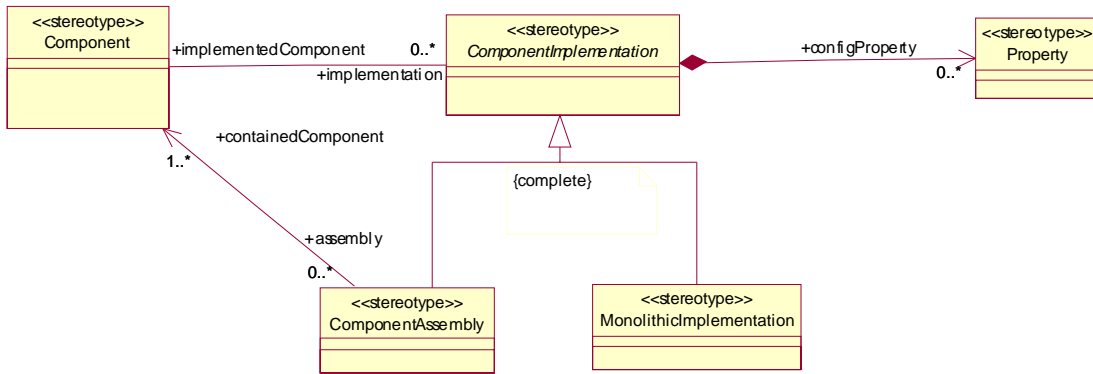 <<stereotype>>
Component
+implementedComponent
0..*
+implementation
<<stereotype>>
ComponentImplementation
+configProperty
0..*
<<stereotype>>
Property
+containedComponent
1..*
{complete}
+assembly
0..*
<<stereotype>>
ComponentAssembly
<<stereotype>>
MonolithicImplementation